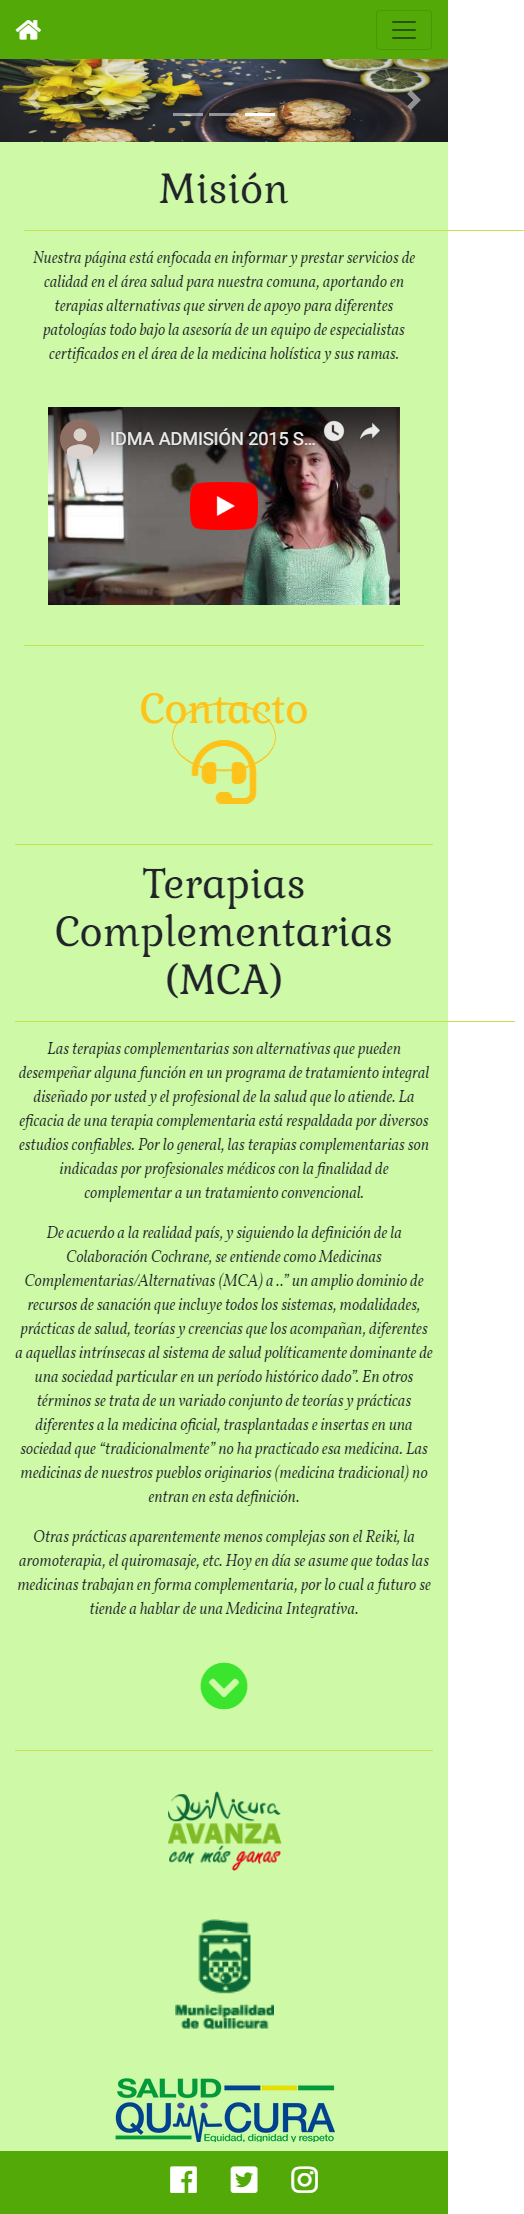 Misión
Nuestra página está enfocada en informar y prestar servicios de
calidad en el área salud para nuestra comuna, aportando en
terapias alternativas que sirven de apoyo para diferentes
patologías todo bajo la asesoría de un equipo de especialistas
certificados en el área de la medicina holística y sus ramas.
IDMA ADMISIÓN 2015 S...
Contacto
Terapias
Complementarias
(MCA)
Las terapias complementarias son alternativas que pueden
desempeñar alguna función en un programa de tratamiento integral
diseñado por usted y el profesional de la salud que lo atiende. La
eficacia de una terapia complementaria está respaldada por diversos
estudios confiables. Por lo general, las terapias complementarias son
indicadas por profesionales médicos con la finalidad de
complementar a un tratamiento convencional.
De acuerdo a la realidad país, y siguiendo la definición de la
Colaboración Cochrane, se entiende como Medicinas
Complementarias/Alternativas (MCA) a ..” un amplio dominio de
recursos de sanación que incluye todos los sistemas, modalidades,
prácticas de salud, teorías y creencias que los acompañan, diferentes
a aquellas intrínsecas al sistema de salud políticamente dominante de
una sociedad particular en un período histórico dado”. En otros
términos se trata de un variado conjunto de teorías y prácticas
diferentes a la medicina oficial, trasplantadas e insertas en una
sociedad que “tradicionalmente” no ha practicado esa medicina. Las
medicinas de nuestros pueblos originarios (medicina tradicional) no
entran en esta definición.
Otras prácticas aparentemente menos complejas son el Reiki, la
aromoterapia, el quiromasaje, etc. Hoy en día se asume que todas las
medicinas trabajan en forma complementaria, por lo cual a futuro se
tiende a hablar de una Medicina Integrativa.
Quilicura
AVANZA
con más ganas
Municipalidad
de Quilicura
SALUD
QUILICURA
Equidad, dignidad y respeto